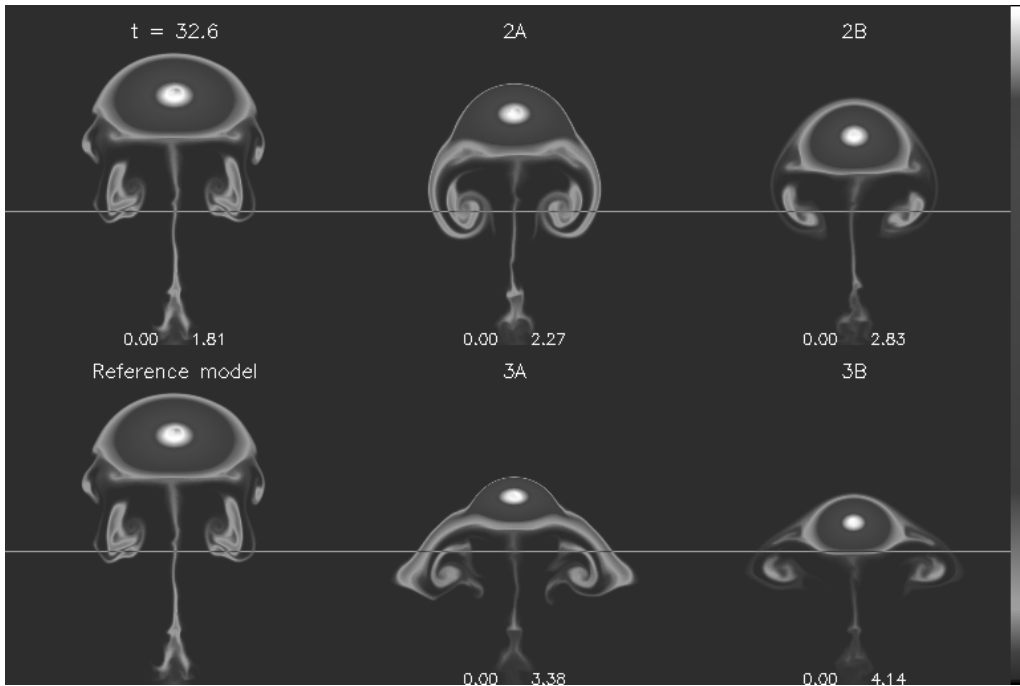 t = 32.6 2A 2B
0.00 1.81 0.00 2.27 0.00 2.83
Reference model 3A 3B
0.00 3.38 0.00 4.14